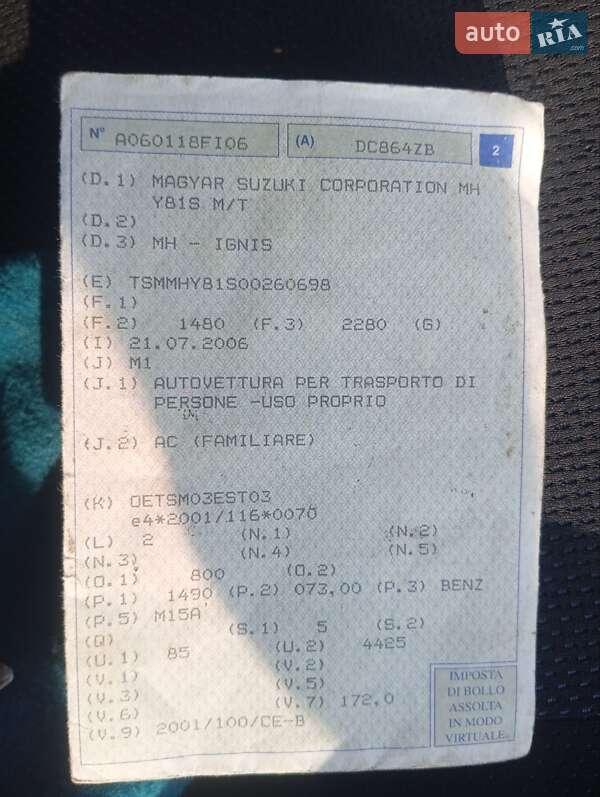 auto RIA.com
N° A060118FI06 (A) DC864ZB 2
(D.1) MAGYAR SUZUKI CORPORATION MH
Y81S M/T
(D.2)
(D.3) MH - IGNIS
(E) TSMMHY81S00260698
(F.1)
(F.2) 1480 (F.3) 2280 (G)
(I) 21.07.2006
(J) M1
(J.1) AUTOVETTURA PER TRASPORTO DI
PERSONE -USO PROPRIO
(J.2) AC (FAMILIARE)
(K) OETSM03EST03
e4*2001/116*0070
(L) 2 (N.1) (N.2)
(N.3) (N.4) (N.5)
(O.1) 800 (O.2)
(P.1) 1490 (P.2) 073,00 (P.3) BENZ
(P.5) M15A
(Q) (S.1) 5 (S.2)
(U.1) 85 (U.2) 4425
(V.1) (V.2)
(V.3) (V.5)
(V.6) (V.7) 172,0
(V.9) 2001/100/CE-B
IMPOSTA
DI BOLLO
ASSOLTA
IN MODO
VIRTUALE